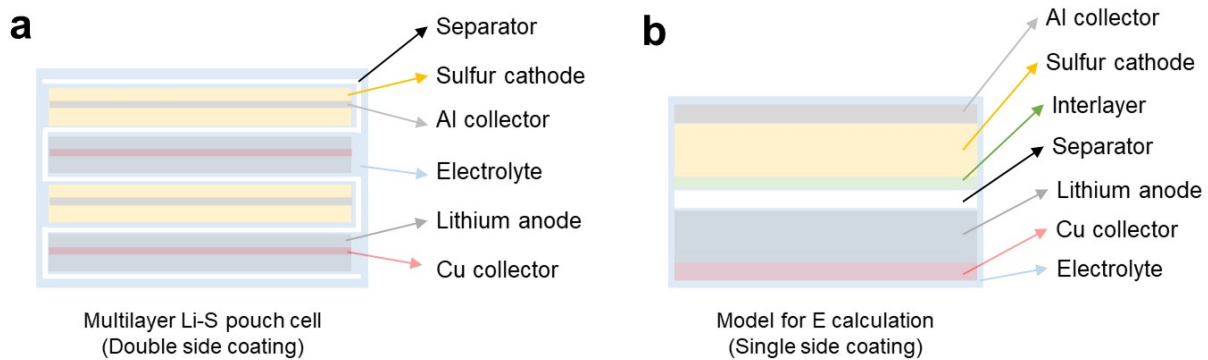 a
Separator
Sulfur cathode
Al collector
Electrolyte
Lithium anode
Cu collector
Multilayer Li-S pouch cell
(Double side coating)
b
Al collector
Sulfur cathode
Interlayer
Separator
Lithium anode
Cu collector
Electrolyte
Model for E calculation
(Single side coating)